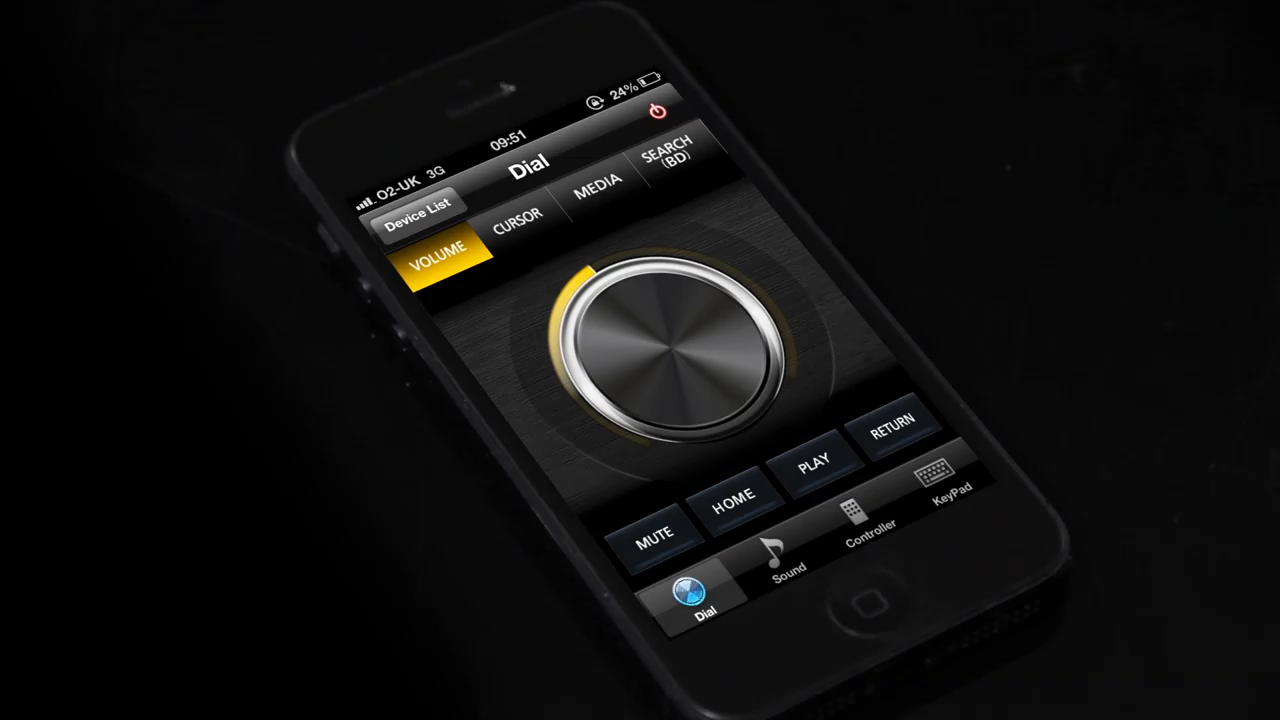 O2-UK 3G 09:51 24%
Device List Dial
VOLUME CURSOR MEDIA SEARCH
(BD)
MUTE HOME PLAY RETURN
Dial Sound Controller KeyPad